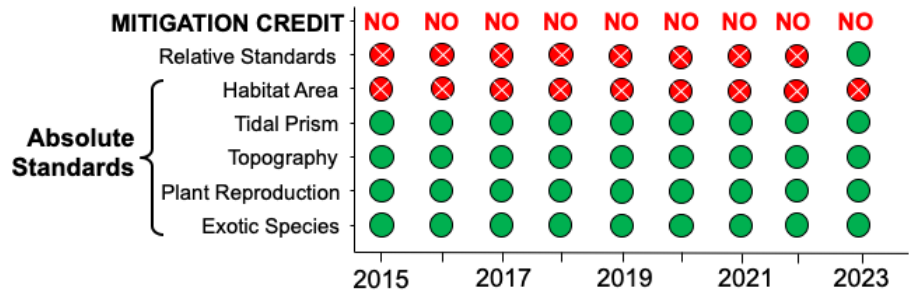 MITIGATION CREDIT NO NO NO NO NO NO NO NO NO
Relative Standards
Habitat Area
Absolute Standards
Tidal Prism
Topography
Plant Reproduction
Exotic Species
2015 2017 2019 2021 2023